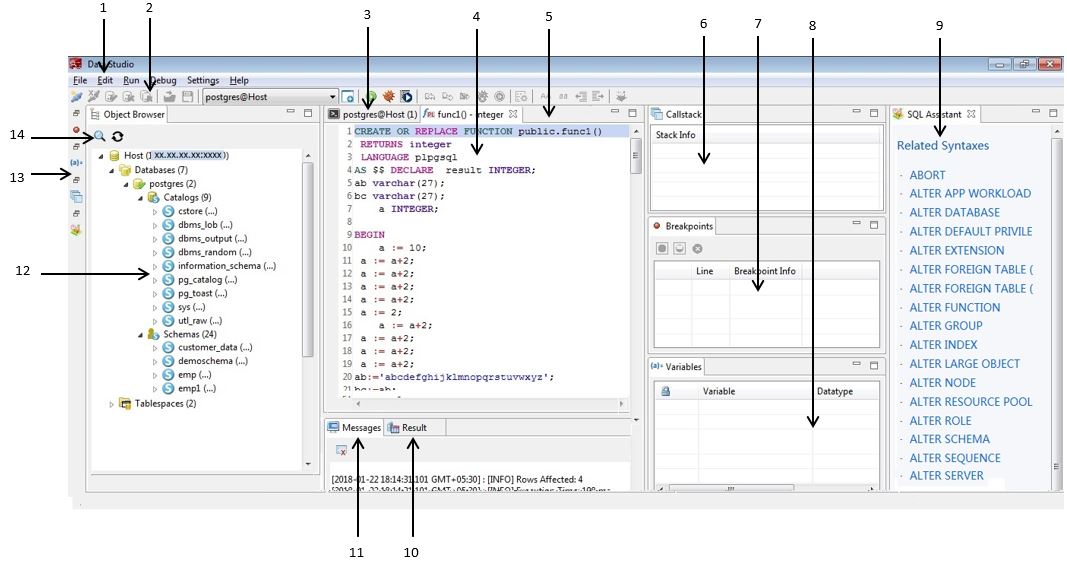 1 2 3 4 5 6 7 8 9
Data Studio
File Edit Run Debug Settings Help
postgres@Host
Object Browser
postgres@Host (1) func1() - integer
Callstack
SQL Assistant
14
13
12
Host (1 xx.xx.xx.xx:xxxx))
Databases (7)
postgres (2)
Catalogs (9)
cstore (...)
dbms_lob (...)
dbms_output (...)
dbms_random (...)
information_schema (...)
pg_catalog (...)
pg_toast (...)
sys (...)
utl_raw (...)
Schemas (24)
customer_data (...)
demoschema (...)
emp (...)
emp1 (...)
Tablespaces (2)
1 CREATE OR REPLACE FUNCTION public.func1()
2 RETURNS integer
3 LANGUAGE plpgsql
4 AS $$ DECLARE result INTEGER;
5 ab varchar(27);
6 bc varchar(27);
7 a INTEGER;
8
9 BEGIN
10 a := 10;
11 a := a+2;
12 a := a+2;
13 a := a+2;
14 a := a+2;
15 a := 2;
16 a := a+2;
17 a := a+2;
18 a := a+2;
19 a := a+2;
20 ab:='abcdefghijklmnopqrstuvwxyz';
21 bc:=ab;
Messages Result
[2018-01-22 18:14:31.101 GMT+05:30] : [INFO] Rows Affected: 4
Stack Info
Breakpoints
Line Breakpoint Info
(a)= Variables
Variable Datatype
Related Syntaxes
ABORT
ALTER APP WORKLOAD
ALTER DATABASE
ALTER DEFAULT PRIVILE
ALTER EXTENSION
ALTER FOREIGN TABLE (
ALTER FOREIGN TABLE (
ALTER FUNCTION
ALTER GROUP
ALTER INDEX
ALTER LARGE OBJECT
ALTER NODE
ALTER RESOURCE POOL
ALTER ROLE
ALTER SCHEMA
ALTER SEQUENCE
ALTER SERVER
11 10